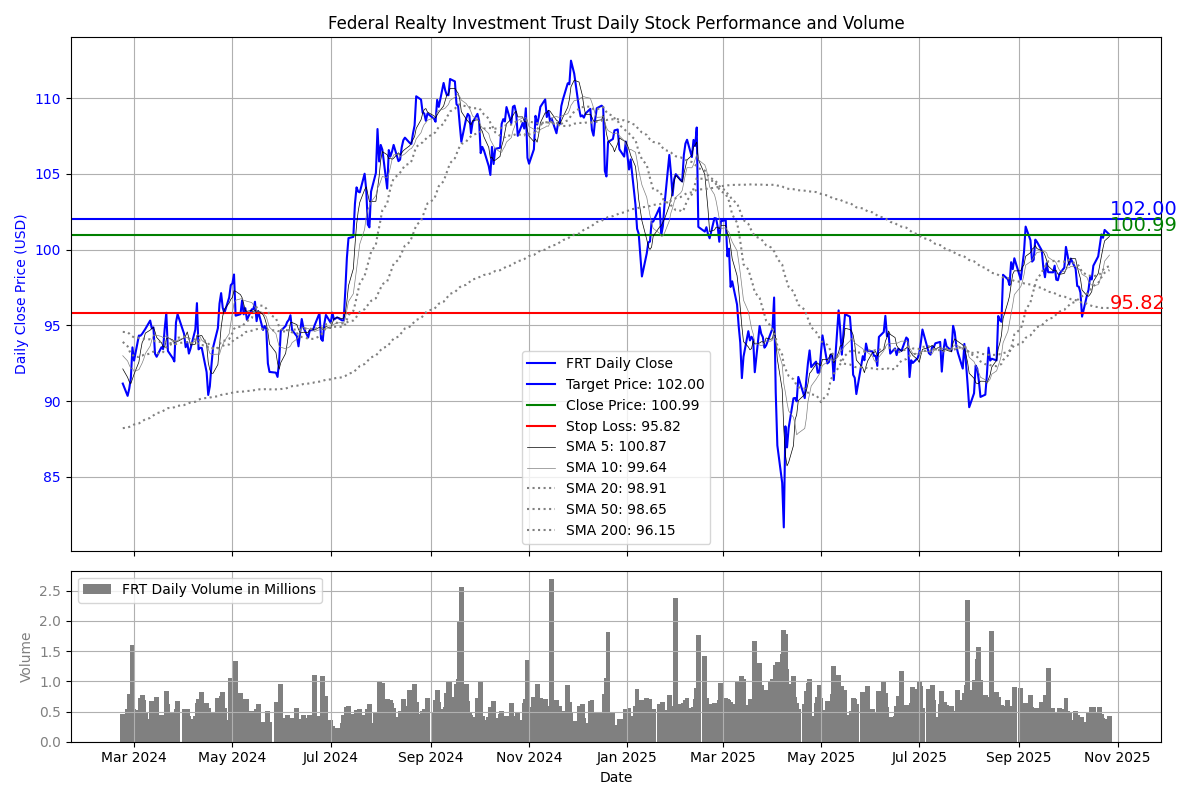 Federal Realty Investment Trust Daily Stock Performance and Volume
Daily Close Price (USD)
110
105
100
95
90
85
102.00
100.99
95.82
FRT Daily Close
Target Price: 102.00
Close Price: 100.99
Stop Loss: 95.82
SMA 5: 100.87
SMA 10: 99.64
SMA 20: 98.91
SMA 50: 98.65
SMA 200: 96.15
Volume
2.5
2.0
1.5
1.0
0.5
0.0
FRT Daily Volume in Millions
Mar 2024 May 2024 Jul 2024 Sep 2024 Nov 2024 Jan 2025 Mar 2025 May 2025 Jul 2025 Sep 2025 Nov 2025
Date